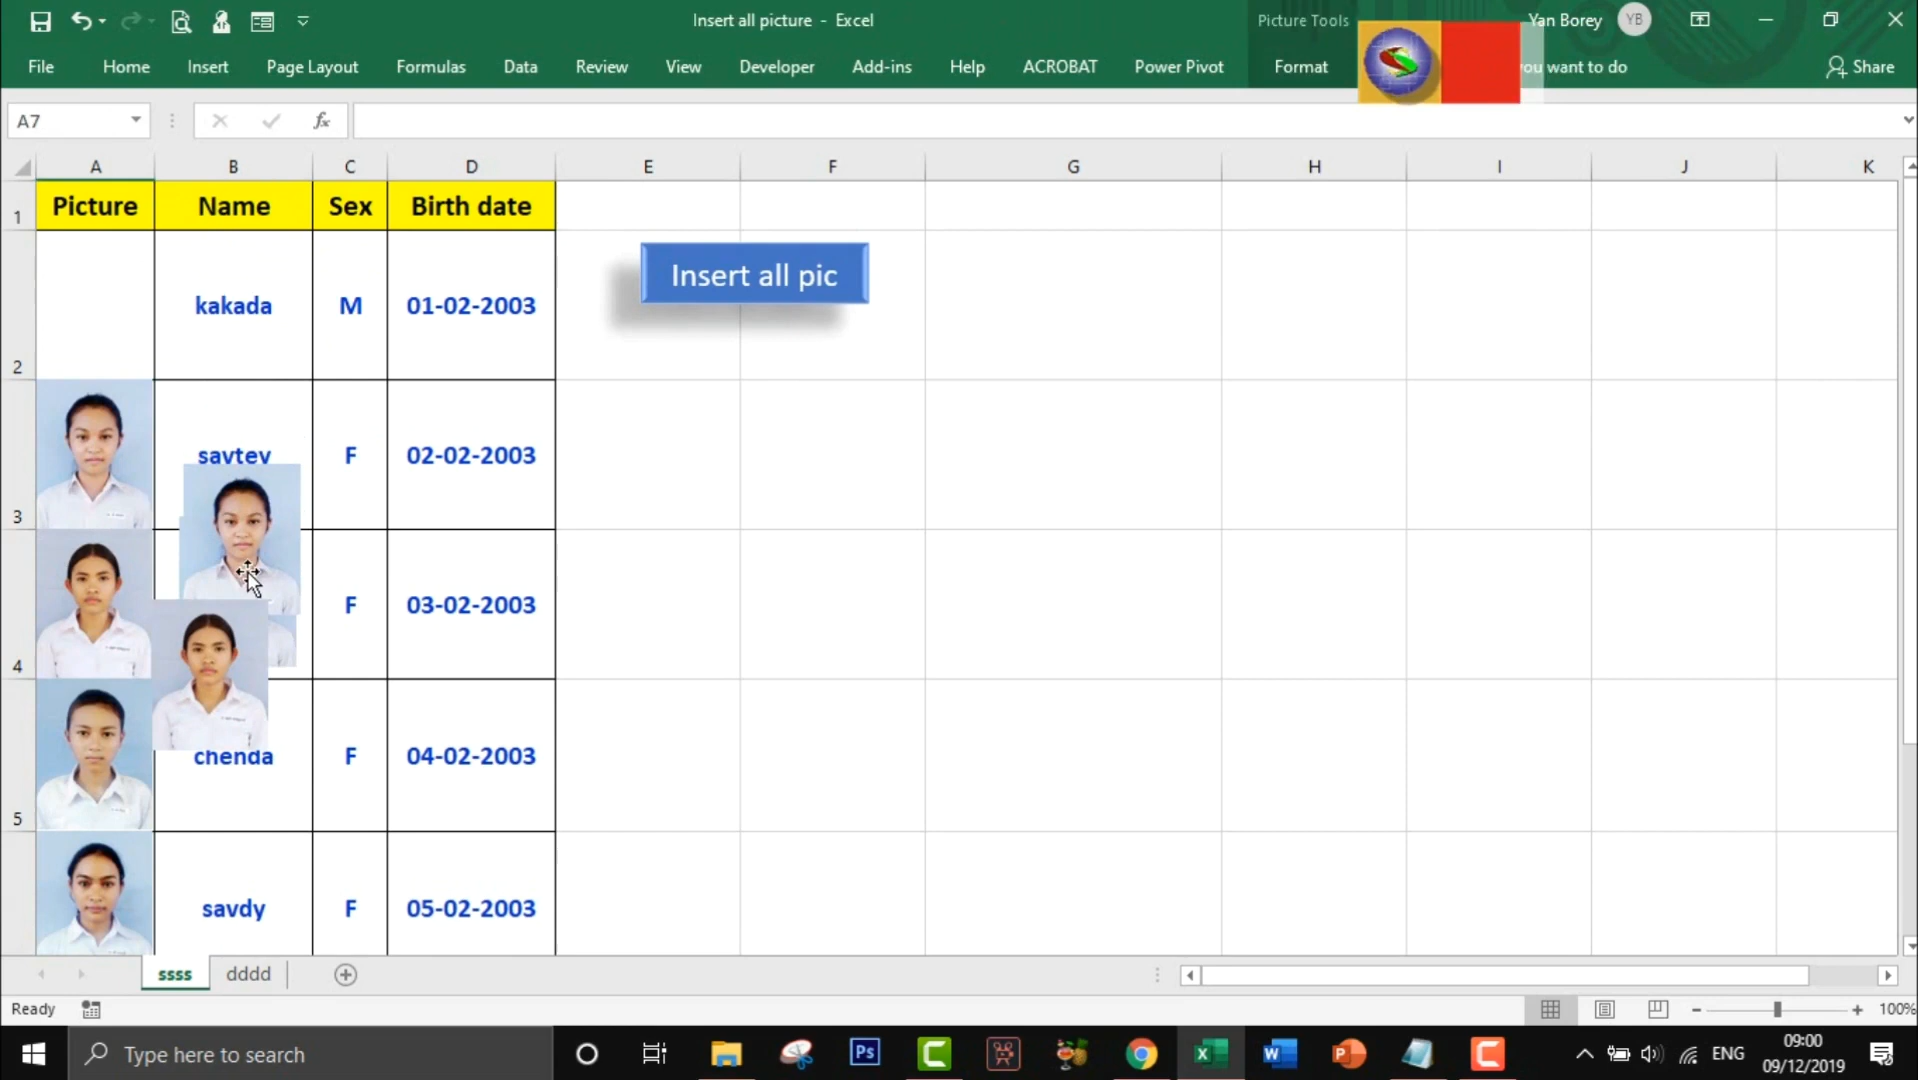 Insert all picture - Excel
Picture Tools
Yan Borey
YB
File Home Insert Page Layout Formulas Data Review View Developer Add-ins Help ACROBAT Power Pivot Format you want to do Share
A7
fx
A B C D E F G H I J K
1 Picture Name Sex Birth date
Insert all pic
2 kakada M 01-02-2003
3 savtey F 02-02-2003
4 F 03-02-2003
5 chenda F 04-02-2003
savdy F 05-02-2003
ssss dddd
Ready
100%
Type here to search
Ps
ENG
09:00
09/12/2019